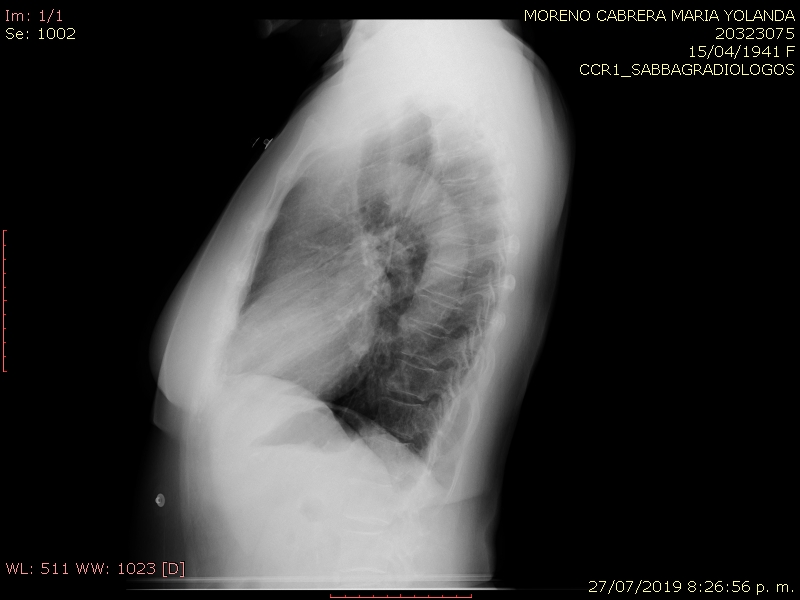 Im: 1/1
Se: 1002
MORENO CABRERA MARIA YOLANDA
20323075
15/04/1941 F
CCR1_SABBAGRADIOLOGOS
WL: 511 WW: 1023 [D]
27/07/2019 8:26:56 p. m.